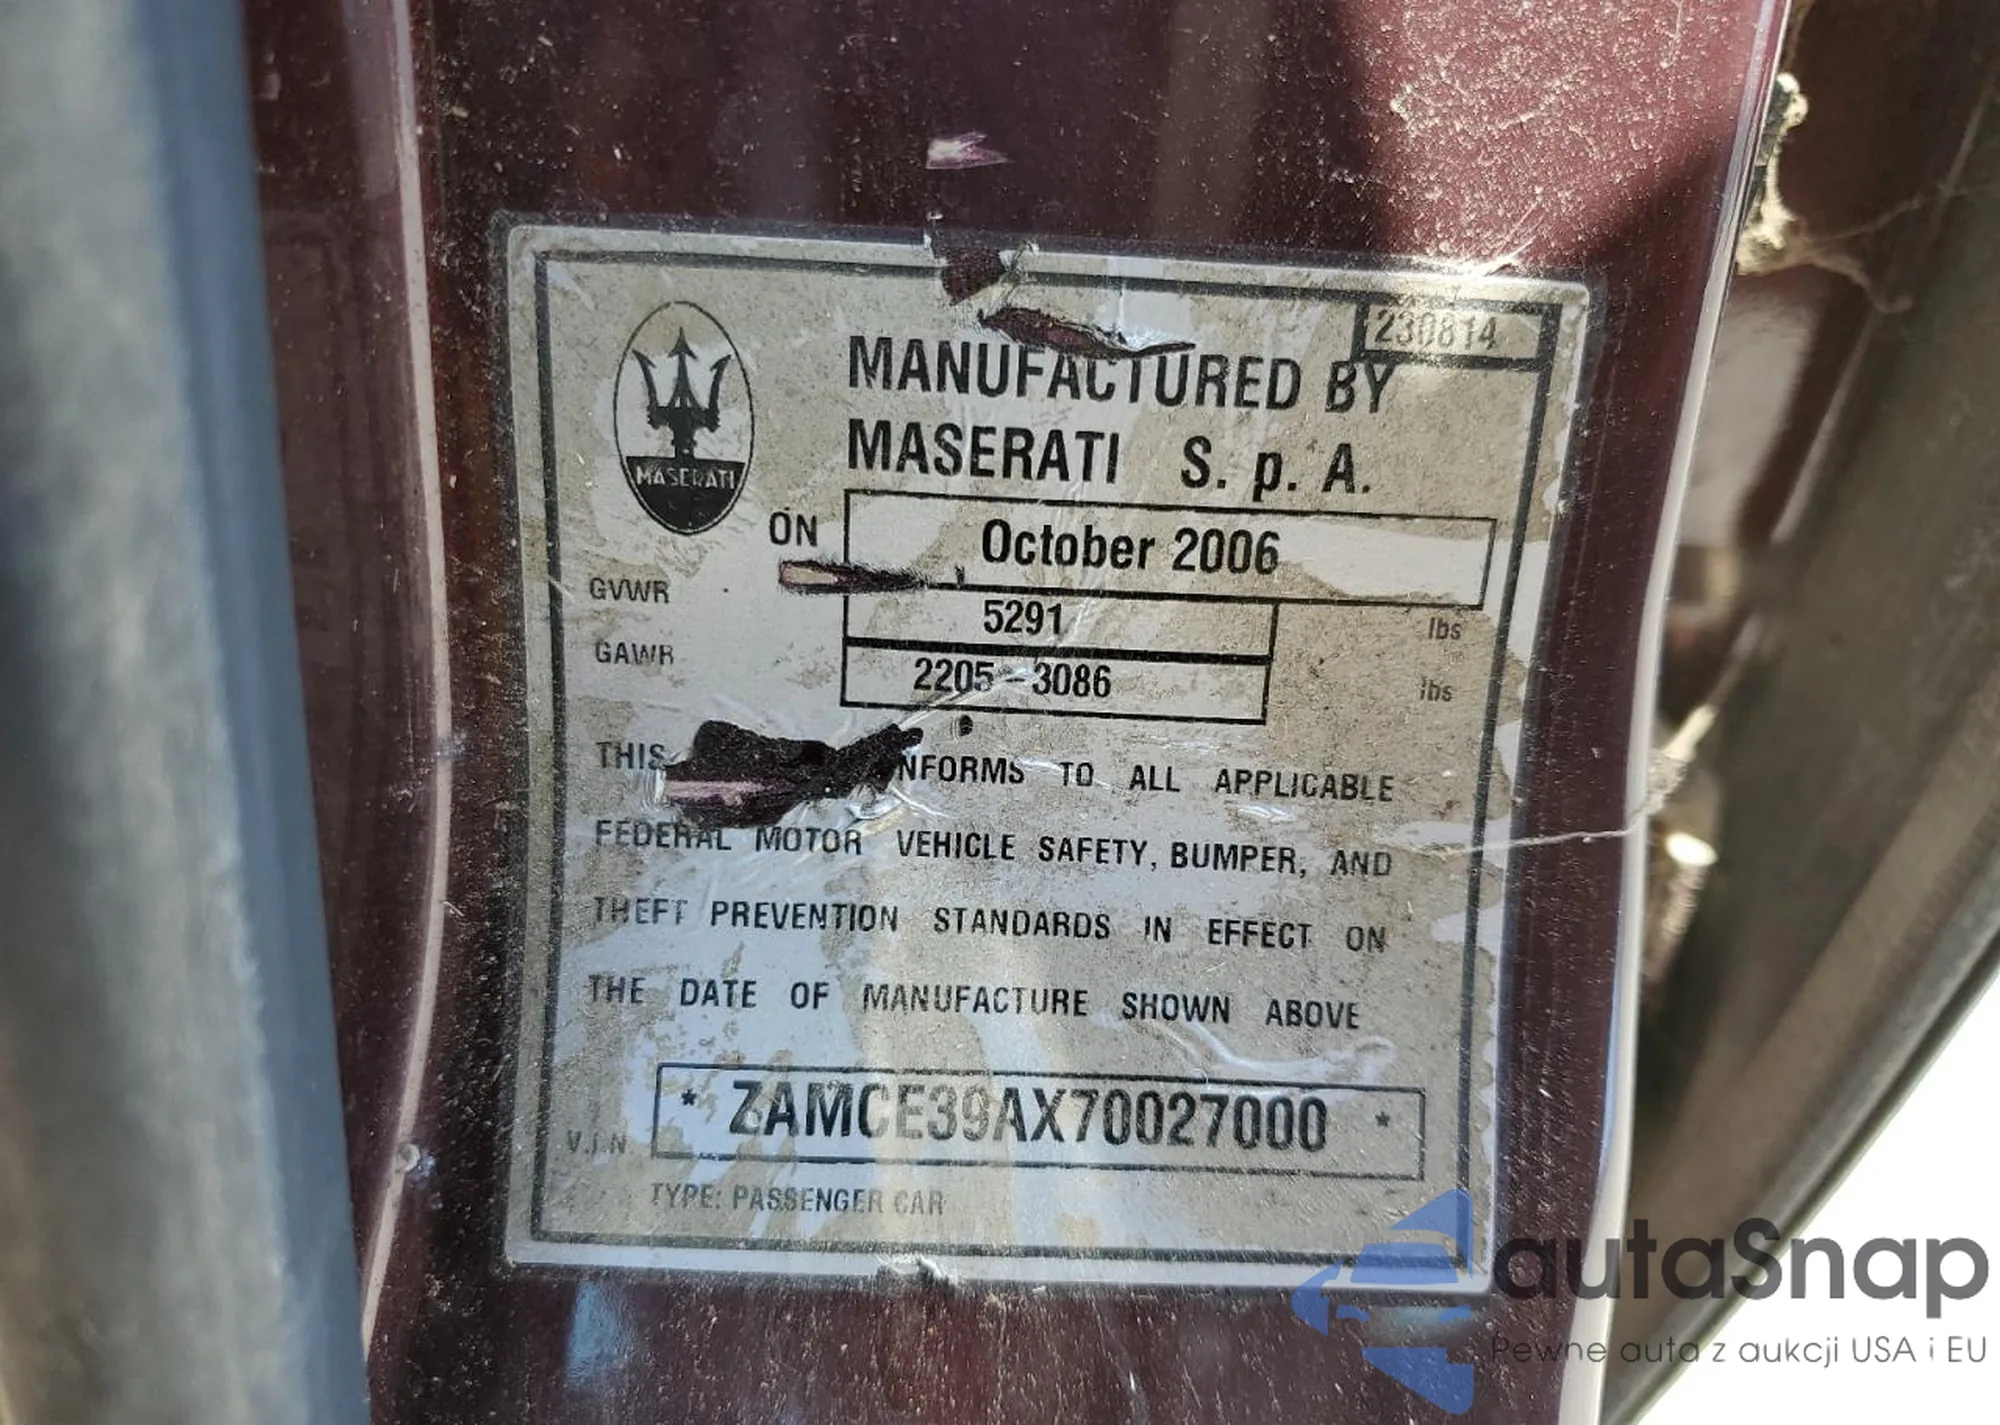 230814
MASERATI
MANUFACTURED BY
MASERATI S. p. A.
ON October 2006
GVWR 5291 lbs
GAWR 2205-3086 lbs
THIS NFORMS TO ALL APPLICABLE
FEDERAL MOTOR VEHICLE SAFETY, BUMPER, AND
THEFT PREVENTION STANDARDS IN EFFECT ON
THE DATE OF MANUFACTURE SHOWN ABOVE
V.I.N. * ZAMCE39AX70027000 *
TYPE: PASSENGER CAR
autaSnap
Pewne auta z aukcji USA i EU